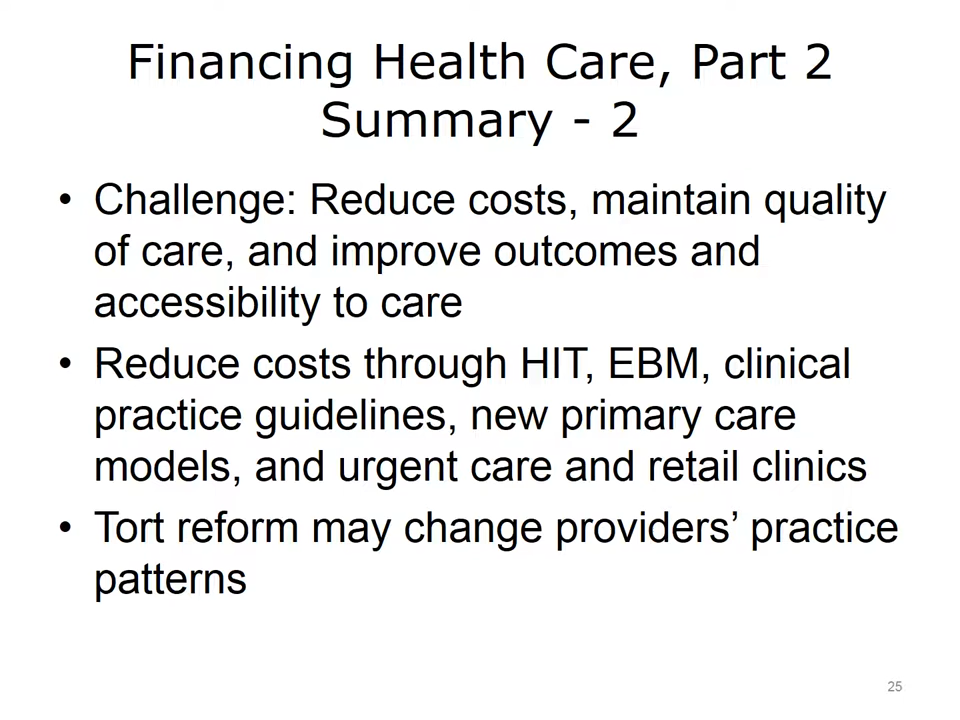 Financing Health Care, Part 2
Summary - 2
• Challenge: Reduce costs, maintain quality
of care, and improve outcomes and
accessibility to care
• Reduce costs through HIT, EBM, clinical
practice guidelines, new primary care
models, and urgent care and retail clinics
• Tort reform may change providers’ practice
patterns
25